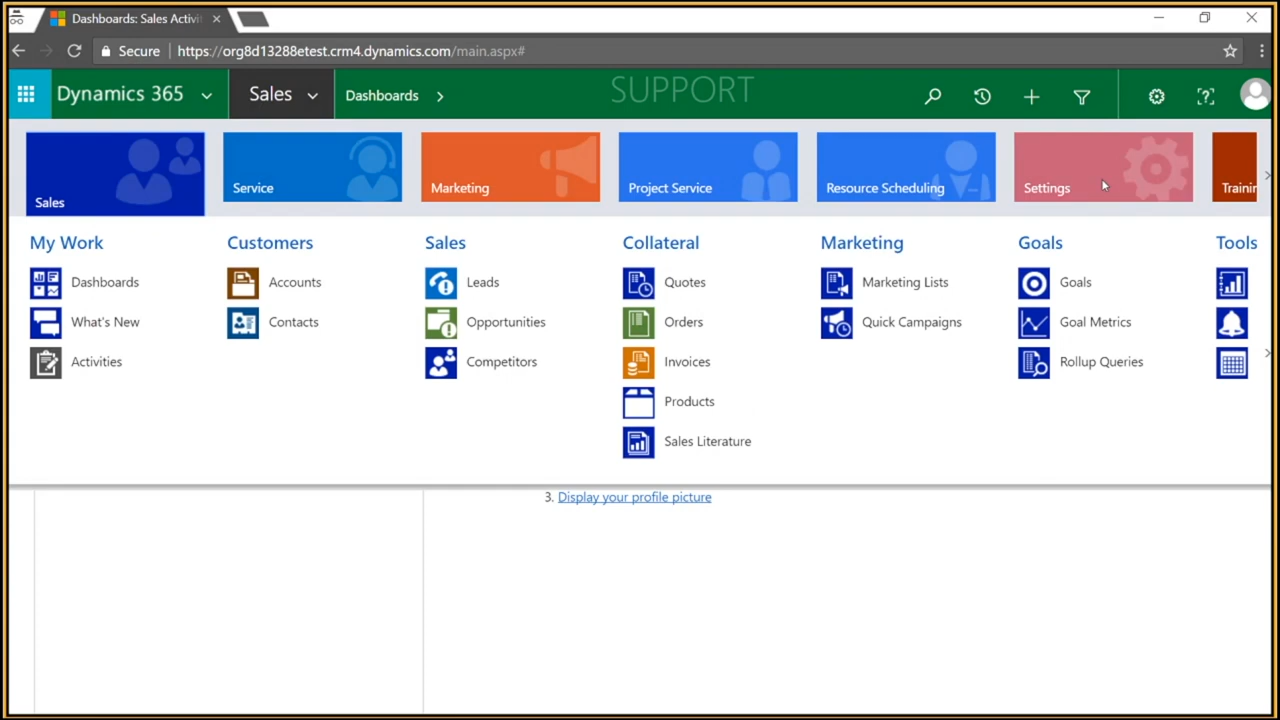 Dashboards: Sales Activi
Secure
https://org8d13288etest.crm4.dynamics.com/main.aspx#
Dynamics 365
Sales
Dashboards
SUPPORT
Sales
Service
Marketing
Project Service
Resource Scheduling
Settings
Trainin
My Work
Dashboards
What's New
Activities
Customers
Accounts
Contacts
Sales
Leads
Opportunities
Competitors
Collateral
Quotes
Orders
Invoices
Products
Sales Literature
Marketing
Marketing Lists
Quick Campaigns
Goals
Goals
Goal Metrics
Rollup Queries
Tools
3. Display your profile picture